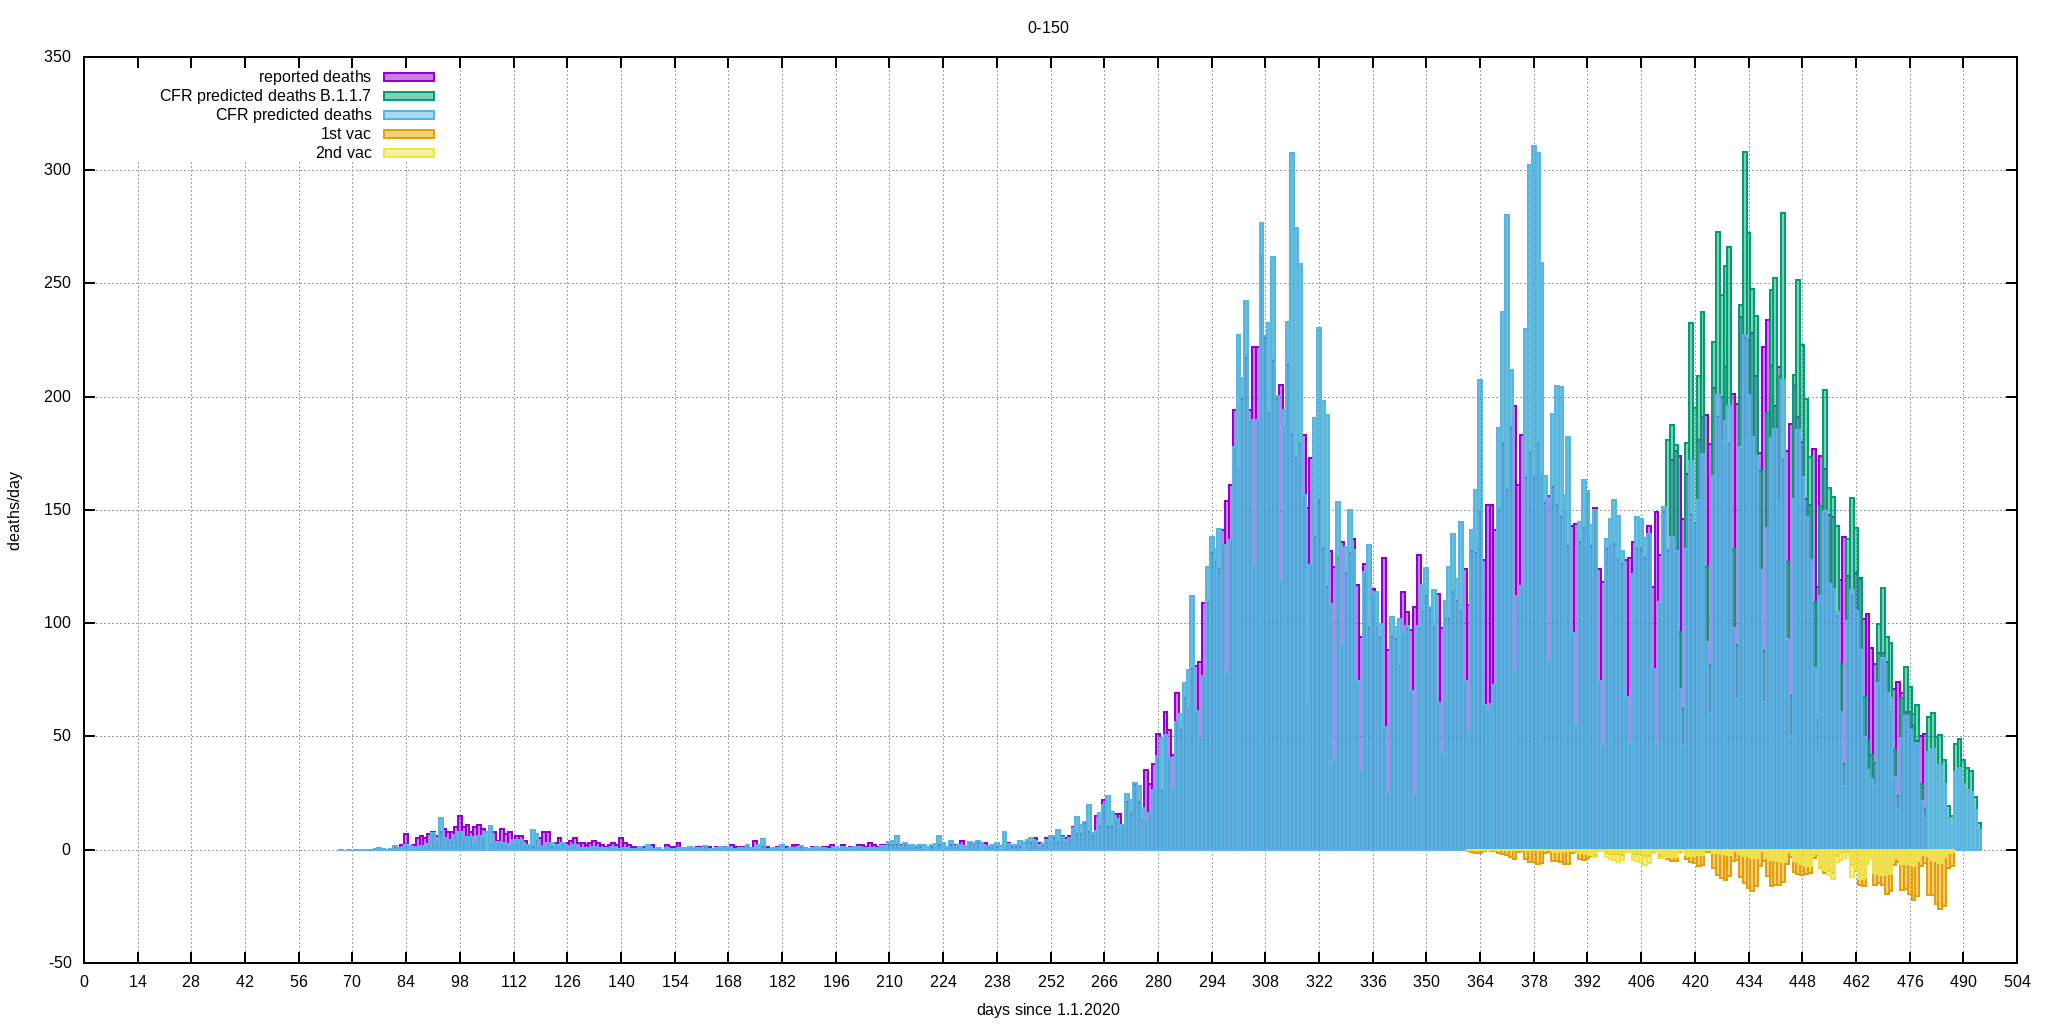 0-150
350
300
250
200
150
100
50
0
-50
reported deaths
CFR predicted deaths B.1.1.7
CFR predicted deaths
1st vac
2nd vac
deaths/day
0 14 28 42 56 70 84 98 112 126 140 154 168 182 196 210 224 238 252 266 280 294 308 322 336 350 364 378 392 406 420 434 448 462 476 490 504
days since 1.1.2020